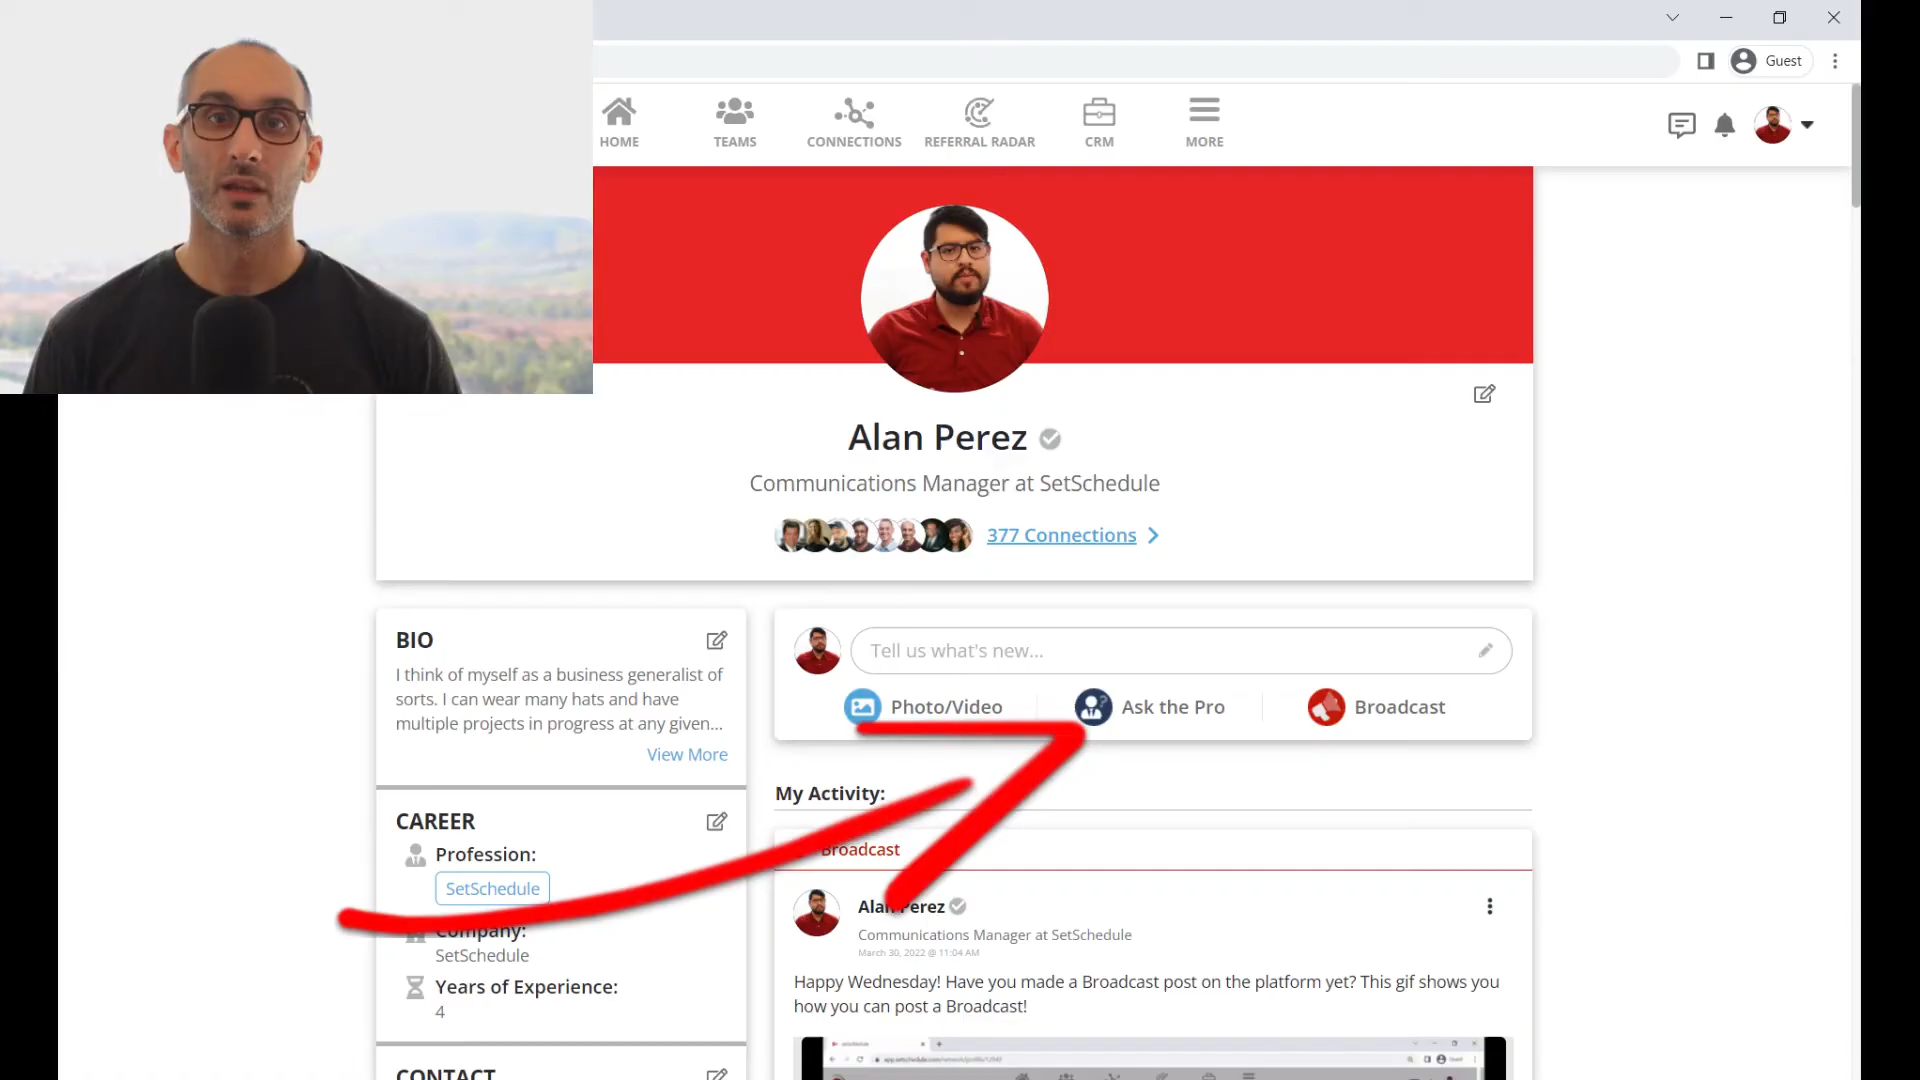 Guest
HOME
TEAMS
CONNECTIONS
REFERRAL RADAR
CRM
MORE
Alan Perez
Communications Manager at SetSchedule
377 Connections
BIO
I think of myself as a business generalist of
sorts. I can wear many hats and have
multiple projects in progress at any given...
View More
CAREER
Profession:
SetSchedule
Company:
SetSchedule
Years of Experience:
4
CONTACT
Tell us what's new...
Photo/Video
Ask the Pro
Broadcast
My Activity:
Broadcast
Alan Perez
Communications Manager at SetSchedule
March 30, 2022 @ 11:04 AM
Happy Wednesday! Have you made a Broadcast post on the platform yet? This gif shows you
how you can post a Broadcast!